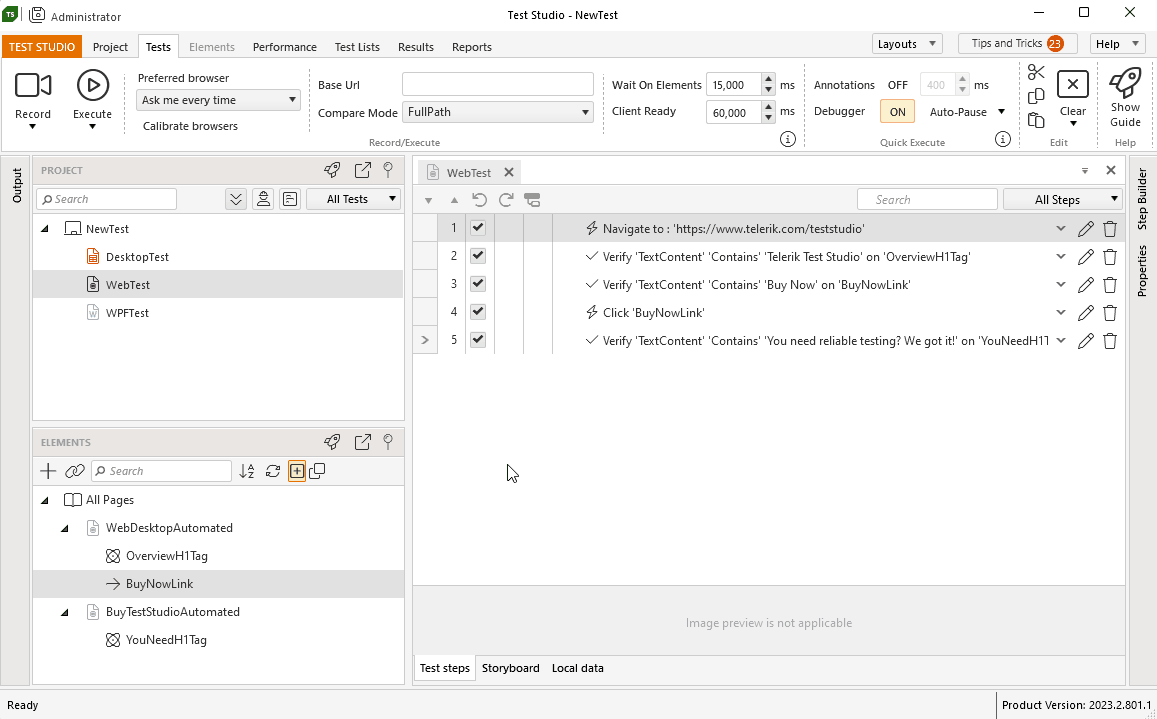 TS Administrator
Test Studio - NewTest
TEST STUDIO Project Tests Elements Performance Test Lists Results Reports Layouts Tips and Tricks 23 Help
Record
Execute
Preferred browser
Ask me every time
Calibrate browsers
Base Url
Compare Mode FullPath
Wait On Elements 15,000 ms
Client Ready 60,000 ms
Record/Execute
Annotations OFF 400 ms
Debugger ON Auto-Pause
Quick Execute
Clear
Edit
Show
Guide
Help
Output
PROJECT
Search All Tests
NewTest
DesktopTest
WebTest
WPFTest
ELEMENTS
Search
All Pages
WebDesktopAutomated
OverviewH1Tag
BuyNowLink
BuyTestStudioAutomated
YouNeedH1Tag
WebTest
Search All Steps
1 Navigate to : 'https://www.telerik.com/teststudio'
2 Verify 'TextContent' 'Contains' 'Telerik Test Studio' on 'OverviewH1Tag'
3 Verify 'TextContent' 'Contains' 'Buy Now' on 'BuyNowLink'
4 Click 'BuyNowLink'
5 Verify 'TextContent' 'Contains' 'You need reliable testing? We got it!' on 'YouNeedH1T
Image preview is not applicable
Test steps Storyboard Local data
Step Builder
Properties
Ready
Product Version: 2023.2.801.1